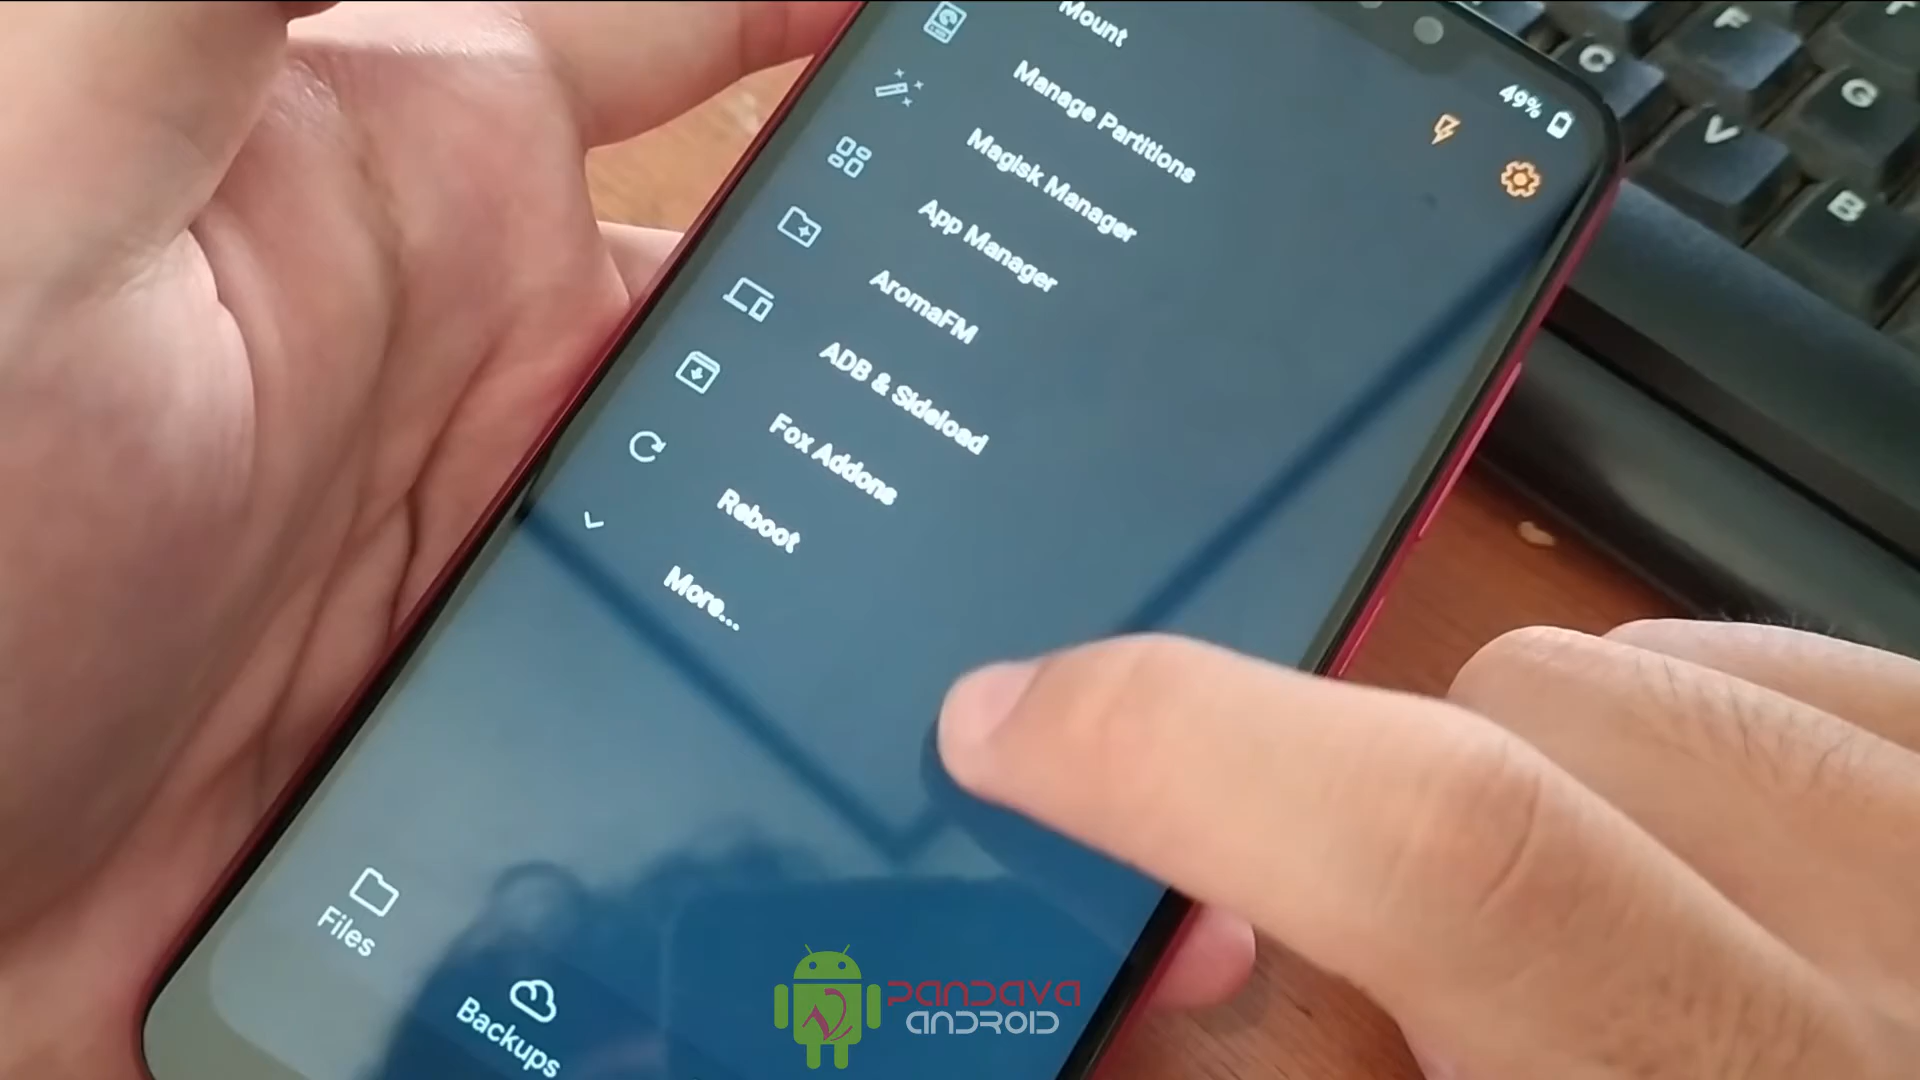 49%
Mount
Manage Partitions
Magisk Manager
App Manager
AromaFM
ADB & Sideload
Fox Addons
Reboot
More...
Files
Backups
PANDAVA
ANDROID
C
F
V
G
B